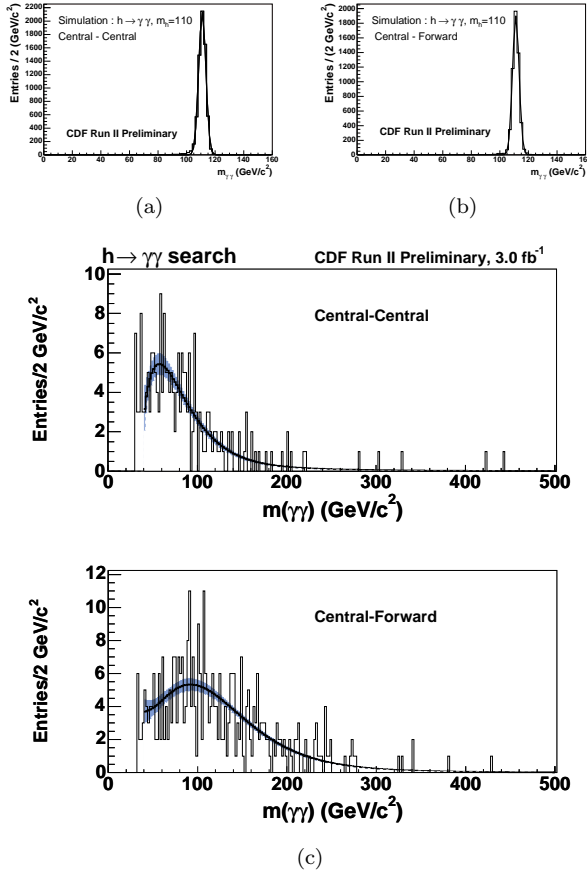 Simulation : h→ γ γ, mh=110
Central - Central
CDF Run II Preliminary
Entries / 2 (GeV/c²)
2200
2000
1800
1600
1400
1200
1000
800
600
400
200
0
0 20 40 60 80 100 120 140 160
mγγ (GeV/c²)
(a)
Simulation : h→ γ γ, mh=110
Central - Forward
CDF Run II Preliminary
Entries / (2 GeV/c²)
2000
1800
1600
1400
1200
1000
800
600
400
200
0
0 20 40 60 80 100 120 140 160
mγγ (GeV/c²)
(b)
h→ γγ search
CDF Run II Preliminary, 3.0 fb⁻¹
Central-Central
Entries/2 GeV/c²
10
8
6
4
2
0
0 100 200 300 400 500
m(γγ) (GeV/c²)
Central-Forward
Entries/2 GeV/c²
12
10
8
6
4
2
0
0 100 200 300 400 500
m(γγ) (GeV/c²)
(c)